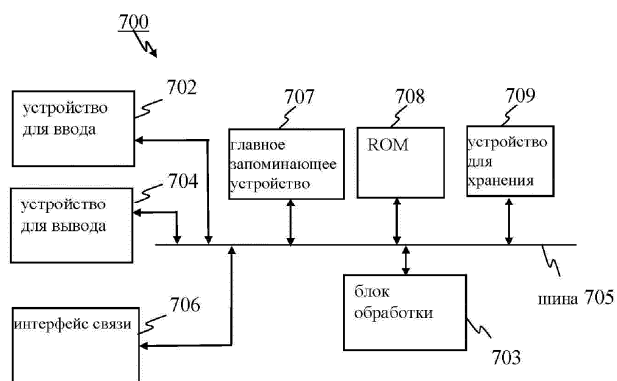 700
устройство
для ввода
702
устройство
для вывода
704
интерфейс связи
706
707
главное
запоминающее
устройство
708
ROM
709
устройство
для
хранения
блок
обработки
703
шина 705